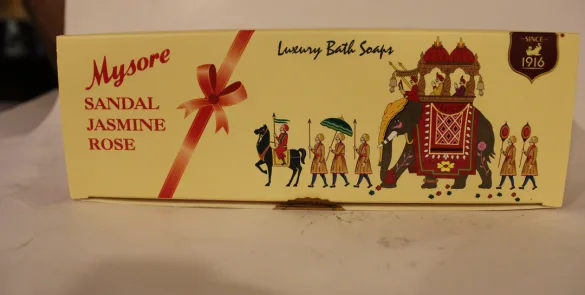 Mysore
SANDAL
JASMINE
ROSE
Luxury Bath Soaps
SINCE
1916